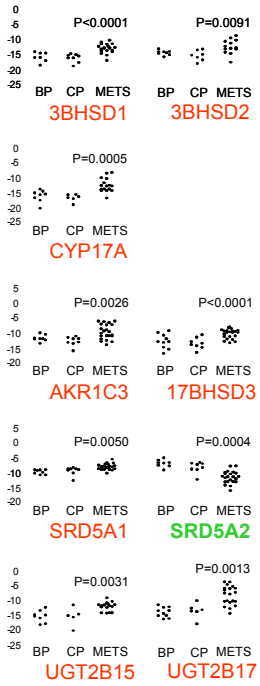 0
-5
-10
-15
-20
-25
P<0.0001
P=0.0091
BP CP METS
BP CP METS
3BHSD1
3BHSD2
0
-5
-10
-15
-20
-25
P=0.0005
BP CP METS
CYP17A
5
0
-5
-10
-15
-20
P=0.0026
P<0.0001
BP CP METS
BP CP METS
AKR1C3
17BHSD3
5
0
-5
-10
-15
-20
P=0.0050
P=0.0004
BP CP METS
BP CP METS
SRD5A1
SRD5A2
0
-5
-10
-15
-20
-25
P=0.0031
P=0.0013
BP CP METS
BP CP METS
UGT2B15
UGT2B17